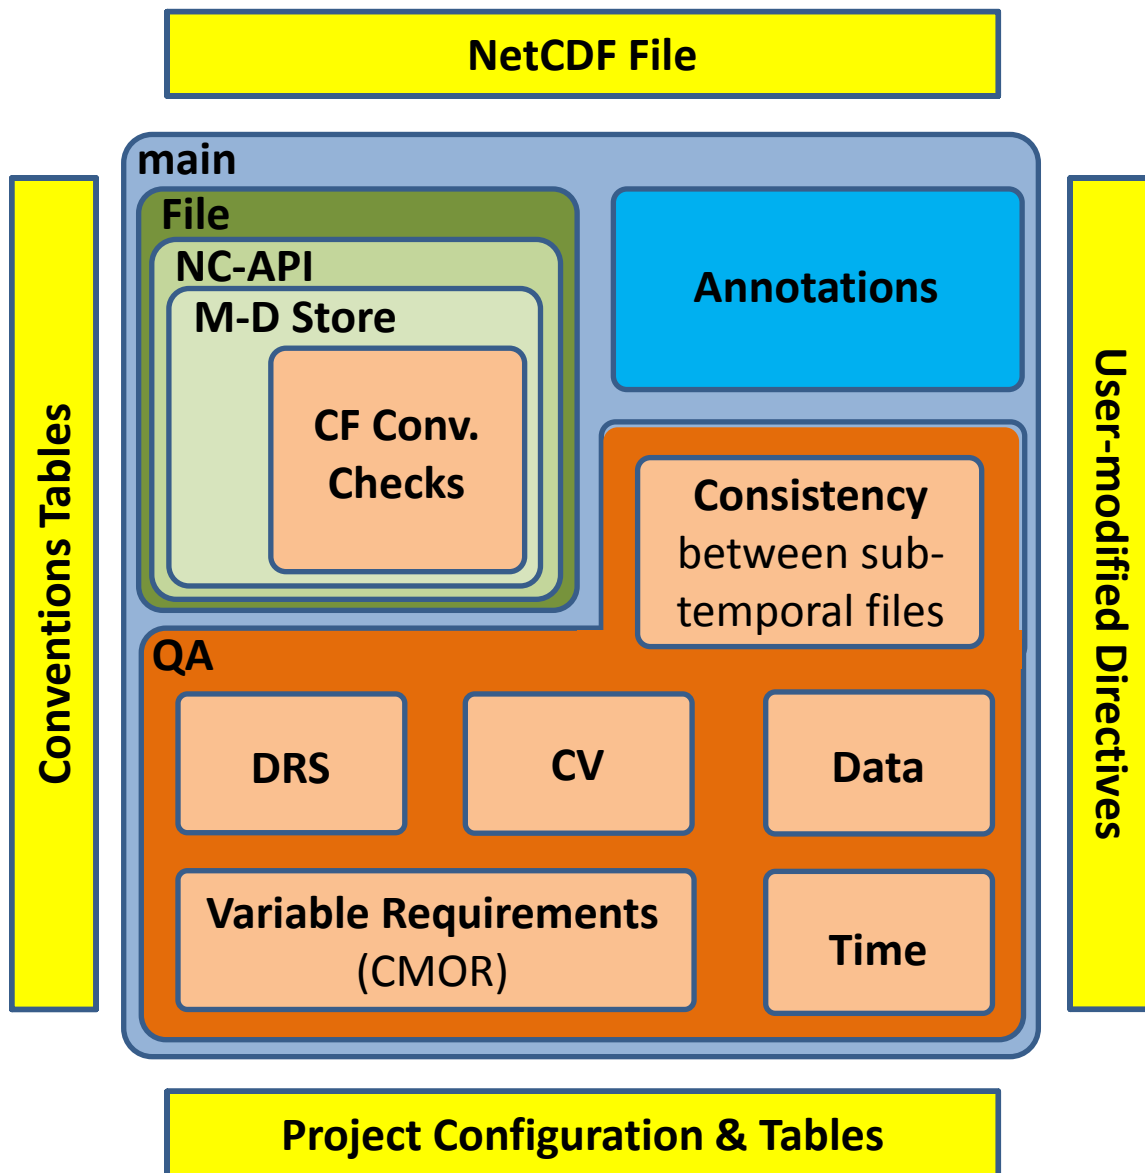 NetCDF File
main
File
NC-API
M-D Store
CF Conv.
Checks
Annotations
Conventions Tables
User-modified Directives
Consistency
between sub-
temporal files
QA
DRS
CV
Data
Variable Requirements
(CMOR)
Time
Project Configuration & Tables